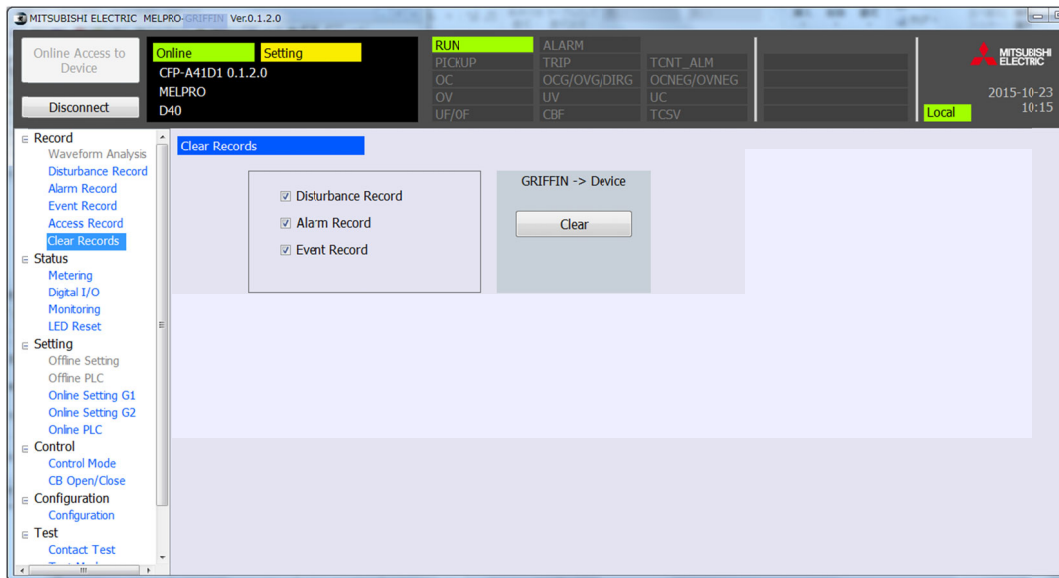 MITSUBISHI ELECTRIC MELPRO-GRIFFIN Ver.0.1.2.0
Online Access to
Device
Disconnect
Online Setting
CFP-A41D1 0.1.2.0
MELPRO
D40
RUN ALARM
PICKUP TRIP TCNT_ALM
OC OCG/OVG/DIRG OCNEG/OVNEG
OV UV UC
UF/OF CBF TCSV
MITSUBISHI
ELECTRIC
2015-10-23
10:15
Local
Record
Waveform Analysis
Disturbance Record
Alarm Record
Event Record
Access Record
Clear Records
Status
Metering
Digital I/O
Monitoring
LED Reset
Setting
Offline Setting
Offline PLC
Online Setting G1
Online Setting G2
Online PLC
Control
Control Mode
CB Open/Close
Configuration
Configuration
Test
Contact Test
Clear Records
Disturbance Record
Alarm Record
Event Record
GRIFFIN -> Device
Clear